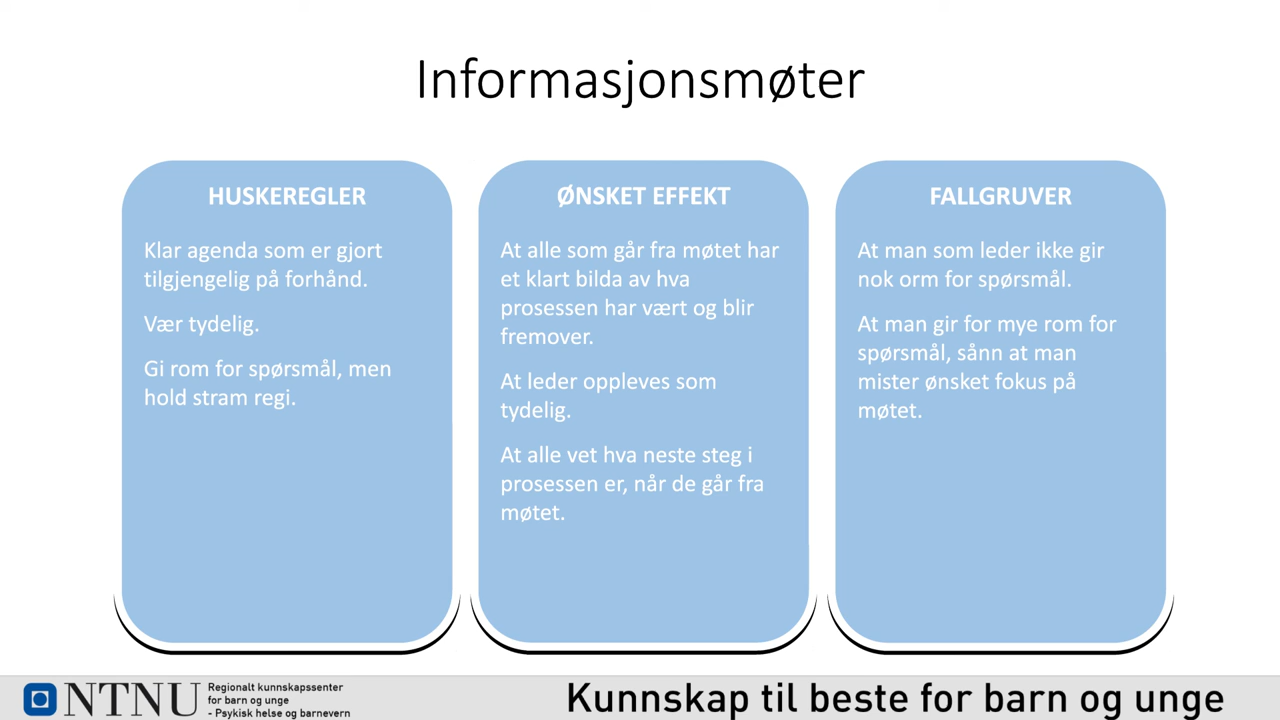 Informasjonsmøter
HUSKEREGLER
Klar agenda som er gjort
tilgjengelig på forhånd.
Vær tydelig.
Gi rom for spørsmål, men
hold stram regi.
ØNSKET EFFEKT
At alle som går fra møtet har
et klart bilda av hva
prosessen har vært og blir
fremover.
At leder oppleves som
tydelig.
At alle vet hva neste steg i
prosessen er, når de går fra
møtet.
FALLGRUVER
At man som leder ikke gir
nok orm for spørsmål.
At man gir for mye rom for
spørsmål, sånn at man
mister ønsket fokus på
møtet.
NTNU
Regionalt kunnskapssenter
for barn og unge
- Psykisk helse og barnevern
Kunnskap til beste for barn og unge